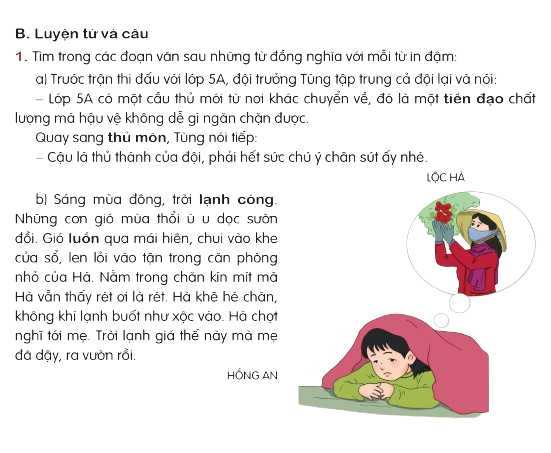 B. Luyện từ và câu
1. Tìm trong các đoạn văn sau những từ đồng nghĩa với mỗi từ in đậm:
a) Trước trận thi đấu với lớp 5A, đội trưởng Tùng tập trung cả đội lại và nói:
– Lớp 5A có một cầu thủ mới từ nơi khác chuyển về, đó là một tiền đạo chất
lượng mà hậu vệ không dễ gì ngăn chặn được.
Quay sang thủ môn, Tùng nói tiếp:
– Cậu là thủ thành của đội, phải hết sức chú ý chân sút ấy nhé.
LỘC HÀ
b) Sáng mùa đông, trời lạnh cóng.
Những cơn gió mùa thổi ù u dọc sườn
đồi. Gió luồn qua mái hiên, chui vào khe
cửa sổ, len lỏi vào tận trong căn phòng
nhỏ của Hà. Nằm trong chăn kín mít mà
Hà vẫn thấy rét ơi là rét. Hà khẽ hé chăn,
không khí lạnh buốt như xộc vào. Hà chợt
nghĩ tới mẹ. Trời lạnh giá thế này mà mẹ
đã dậy, ra vườn rồi.
HỒNG AN